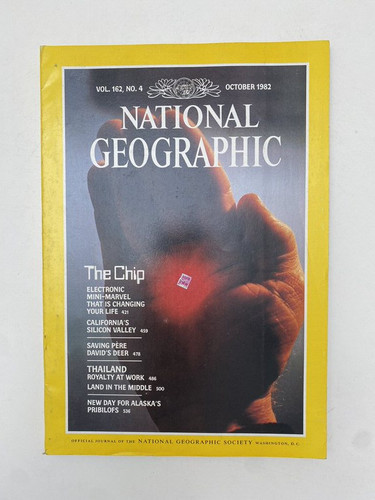 VOL. 162, NO. 4 OCTOBER 1982
NATIONAL
GEOGRAPHIC
The Chip
ELECTRONIC
MINI-MARVEL
THAT IS CHANGING
YOUR LIFE 421
CALIFORNIA'S
SILICON VALLEY 459
SAVING PÈRE
DAVID'S DEER 478
THAILAND
ROYALTY AT WORK 486
LAND IN THE MIDDLE 500
NEW DAY FOR ALASKA'S
PRIBILOFS 536
OFFICIAL JOURNAL OF THE NATIONAL GEOGRAPHIC SOCIETY WASHINGTON, D.C.